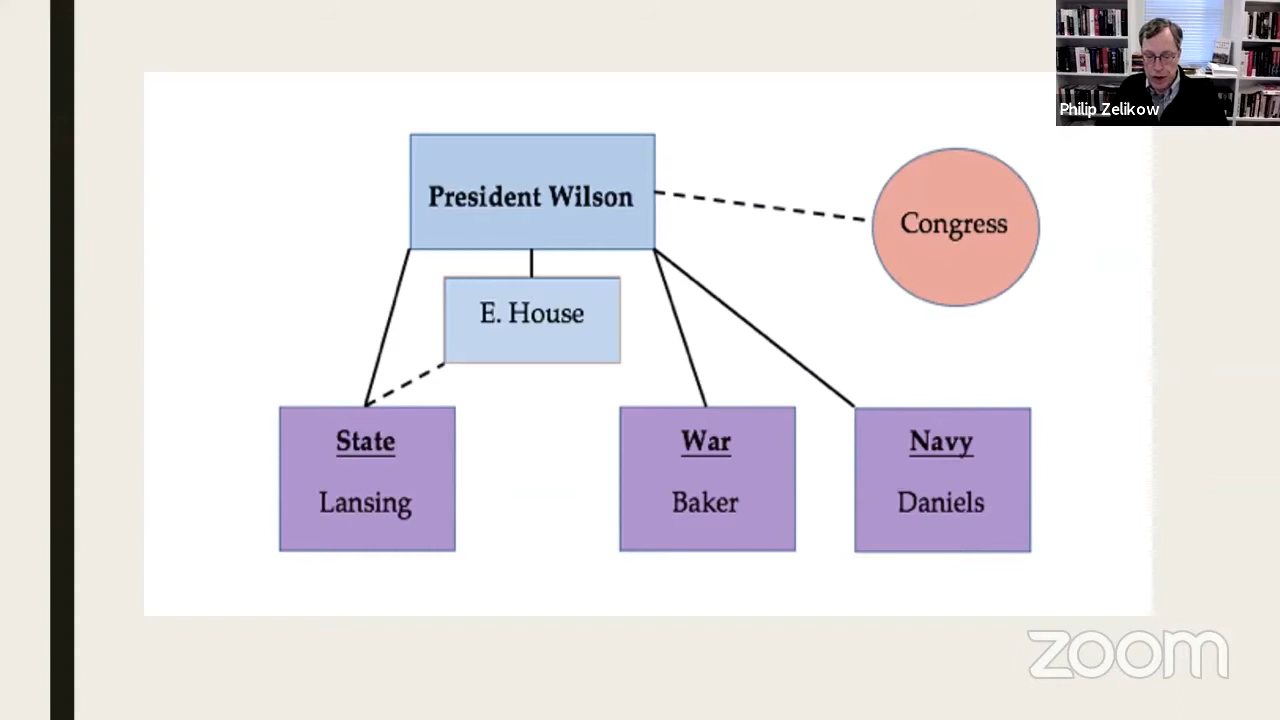 Philip Zelikow
President Wilson
Congress
E. House
State
Lansing
War
Baker
Navy
Daniels
zoom